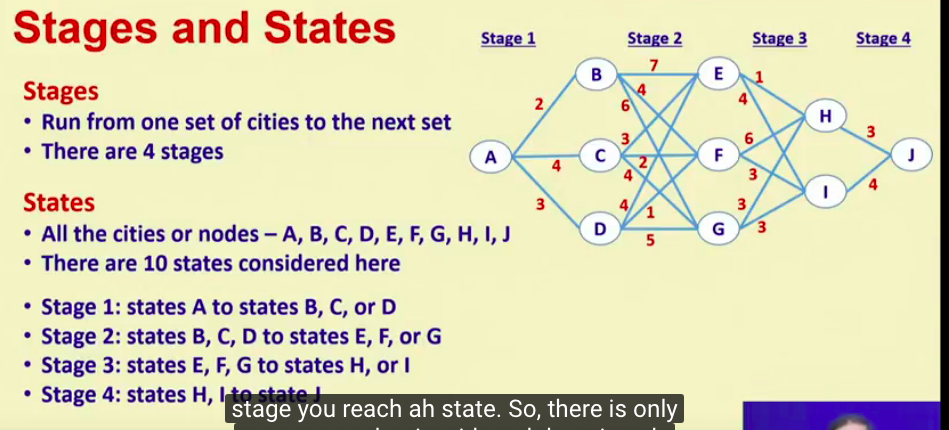 Stages and States
Stages
• Run from one set of cities to the next set
• There are 4 stages
States
• All the cities or nodes – A, B, C, D, E, F, G, H, I, J
• There are 10 states considered here
• Stage 1: states A to states B, C, or D
• Stage 2: states B, C, D to states E, F, or G
• Stage 3: states E, F, G to states H, or I
• Stage 4: states H, I to state J
Stage 1 Stage 2 Stage 3 Stage 4
7
B E
1
4
2 6 4
H
3 6 3
A C 2 F J
4 4 3 4
I
3 4 1 3
D G
5 3
stage you reach ah state. So, there is only